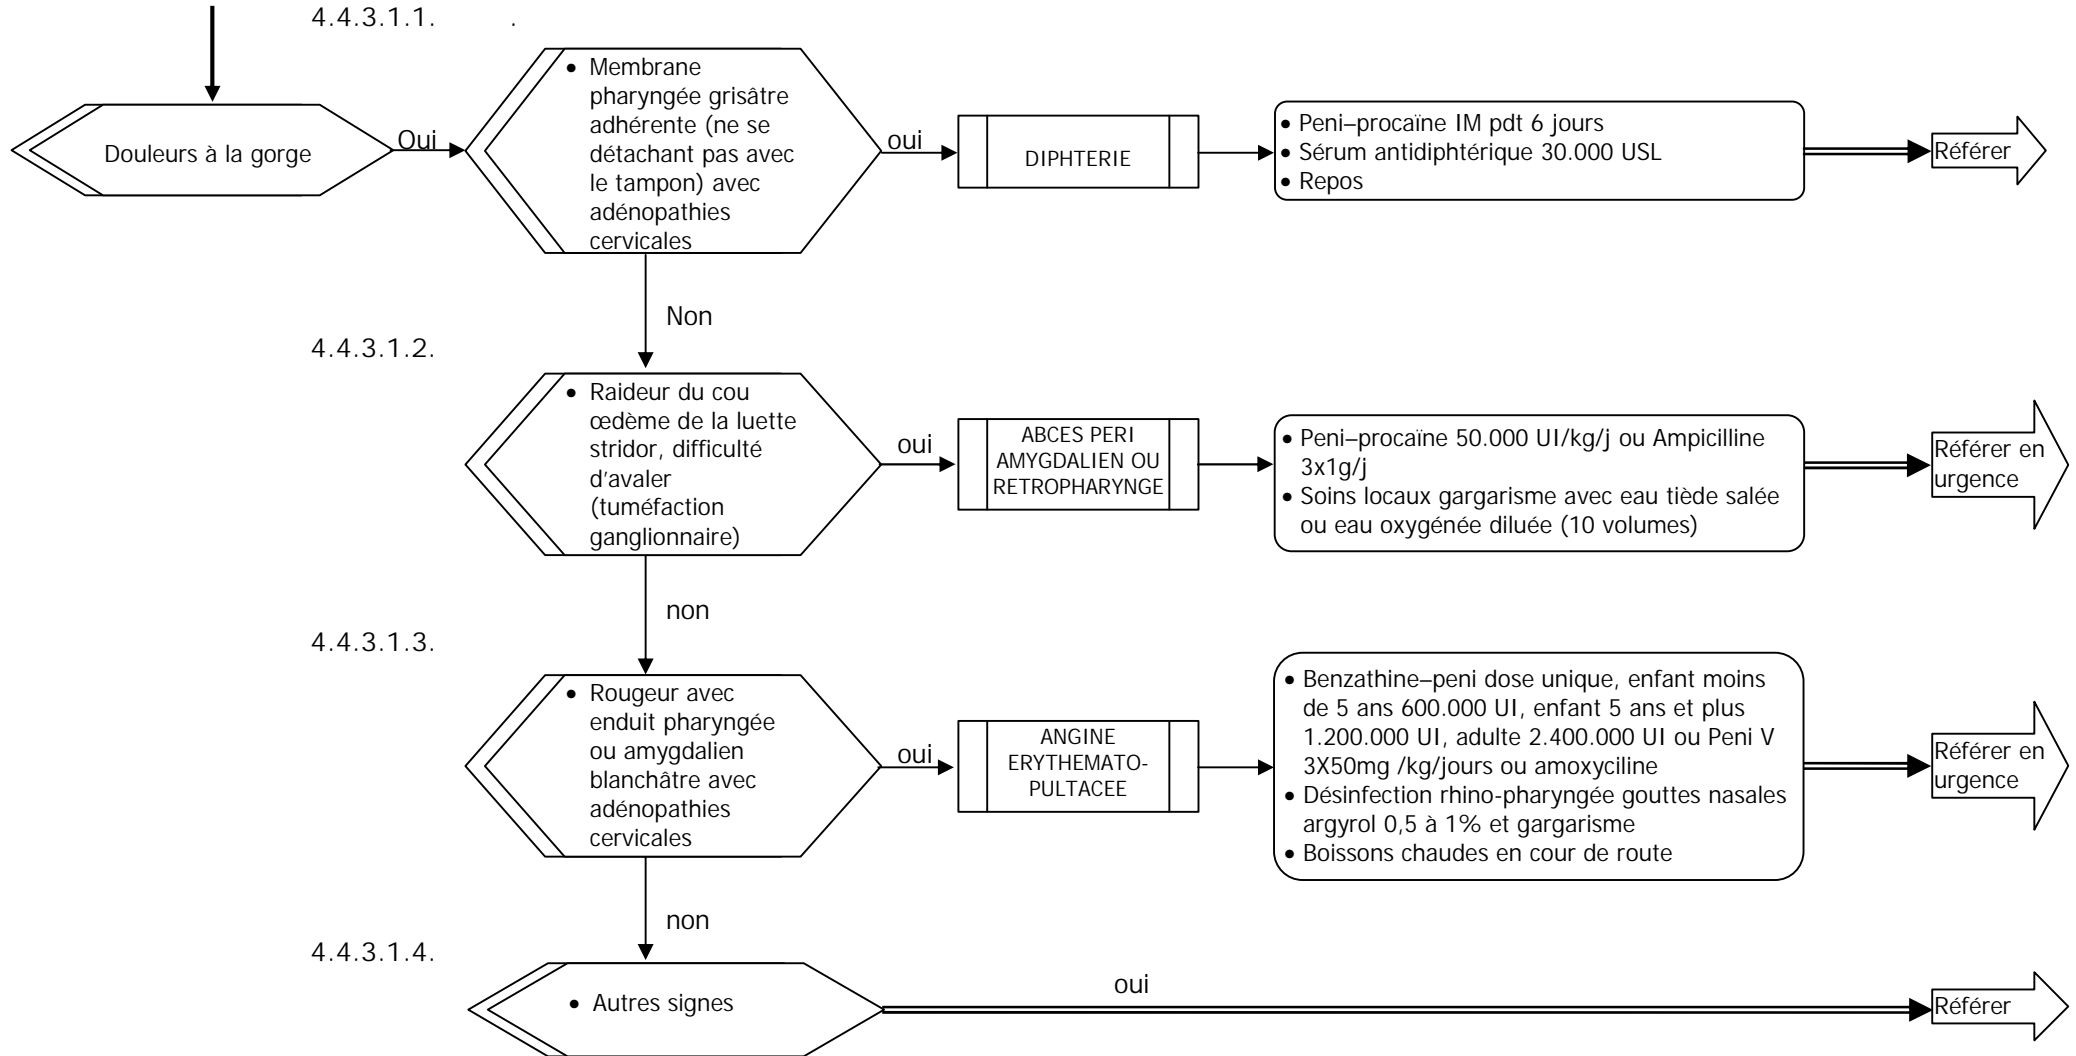 4.4.3.1.1. .
Douleurs à la gorge
Oui
• Membrane
pharyngée grisâtre
adhérente (ne se
détachant pas avec
le tampon) avec
adénopathies
cervicales
oui
DIPHTERIE
• Peni–procaïne IM pdt 6 jours
• Sérum antidiphtérique 30.000 USL
• Repos
Référer
Non
4.4.3.1.2.
• Raideur du cou
œdème de la luette
stridor, difficulté
d'avaler
(tuméfaction
ganglionnaire)
oui
ABCES PERI
AMYGDALIEN OU
RETROPHARYNGE
• Peni–procaïne 50.000 UI/kg/j ou Ampicilline
3x1g/j
• Soins locaux gargarisme avec eau tiède salée
ou eau oxygénée diluée (10 volumes)
Référer en
urgence
non
4.4.3.1.3.
• Rougeur avec
enduit pharyngée
ou amygdalien
blanchâtre avec
adénopathies
cervicales
oui
ANGINE
ERYTHEMATO-
PULTACEE
• Benzathine–peni dose unique, enfant moins
de 5 ans 600.000 UI, enfant 5 ans et plus
1.200.000 UI, adulte 2.400.000 UI ou Peni V
3X50mg /kg/jours ou amoxyciline
• Désinfection rhino-pharyngée gouttes nasales
argyrol 0,5 à 1% et gargarisme
• Boissons chaudes en cour de route
Référer en
urgence
non
4.4.3.1.4.
• Autres signes
oui
Référer